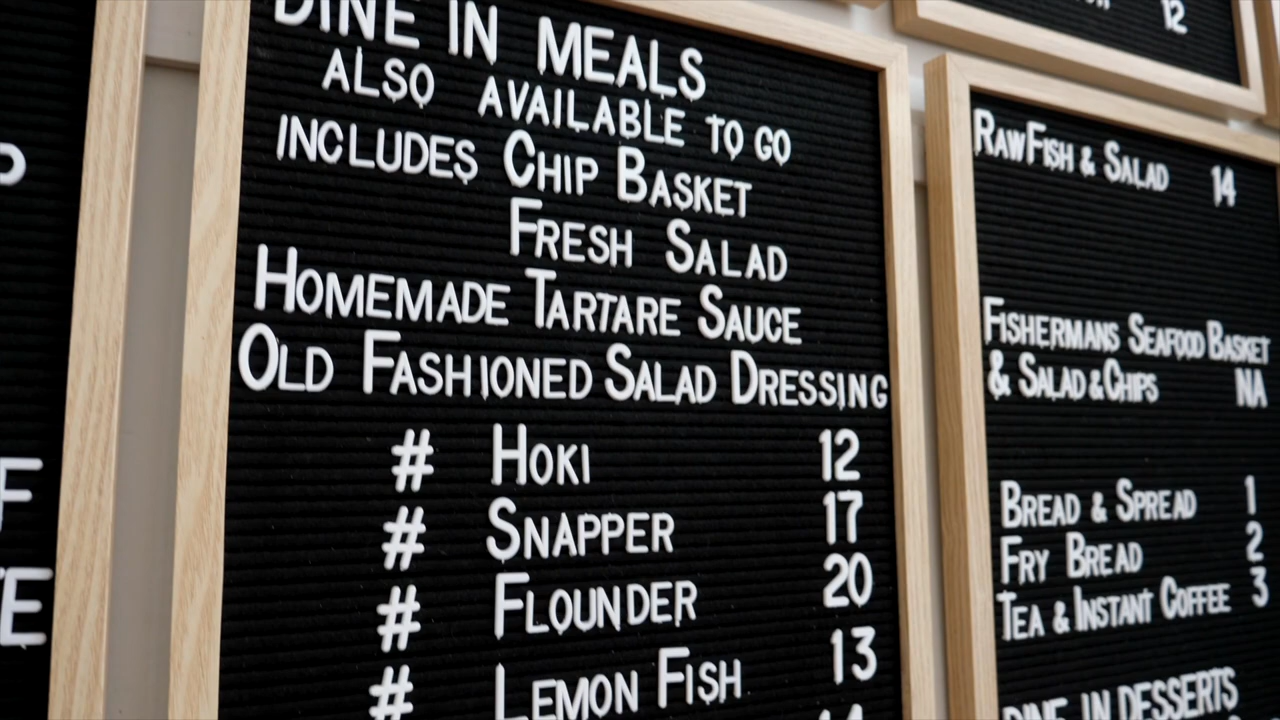 DINE IN MEALS
ALSO AVAILABLE TO GO
INCLUDES CHIP BASKET
FRESH SALAD
HOMEMADE TARTARE SAUCE
OLD FASHIONED SALAD DRESSING
# HOKI 12
# SNAPPER 17
# FLOUNDER 20
# LEMON FISH 13
12
RAWFISH & SALAD 14
FISHERMANS SEAFOOD BASKET
& SALAD & CHIPS NA
BREAD & SPREAD 1
FRY BREAD 2
TEA & INSTANT COFFEE 3
DINE IN DESSERTS